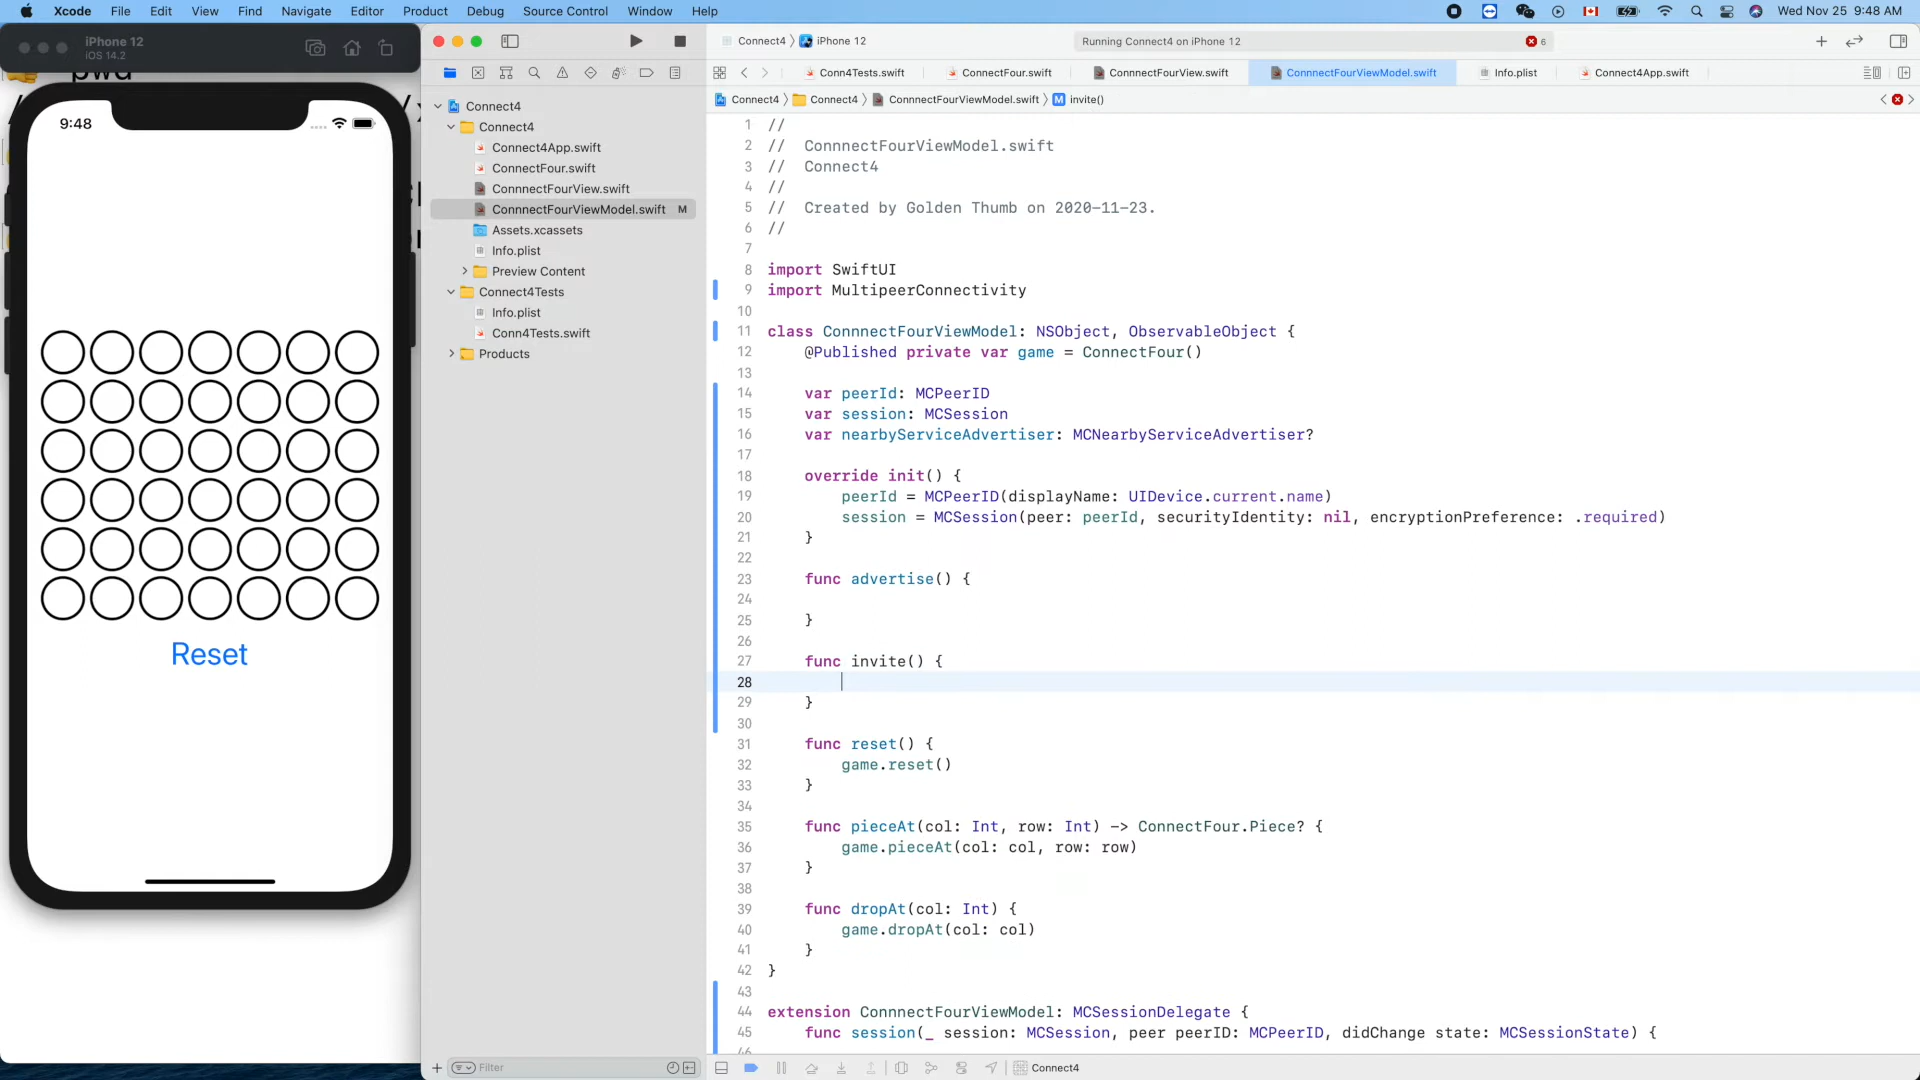 Xcode File Edit View Find Navigate Editor Product Debug Source Control Window Help Wed Nov 25 9:48 AM
iPhone 12
iOS 14.2
pwd
9:48
Reset
Connect4 iPhone 12 Running Connect4 on iPhone 12 6
Conn4Tests.swift ConnectFour.swift ConnnectFourView.swift ConnnectFourViewModel.swift Info.plist Connect4App.swift
Connect4 Connect4 ConnnectFourViewModel.swift M invite()
Connect4
Connect4
Connect4App.swift
ConnectFour.swift
ConnnectFourView.swift
ConnnectFourViewModel.swift M
Assets.xcassets
Info.plist
Preview Content
Connect4Tests
Info.plist
Conn4Tests.swift
Products
Filter
1 //
2 // ConnnectFourViewModel.swift
3 // Connect4
4 //
5 // Created by Golden Thumb on 2020-11-23.
6 //
7
8 import SwiftUI
9 import MultipeerConnectivity
10
11 class ConnnectFourViewModel: NSObject, ObservableObject {
12 @Published private var game = ConnectFour()
13
14 var peerId: MCPeerID
15 var session: MCSession
16 var nearbyServiceAdvertiser: MCNearbyServiceAdvertiser?
17
18 override init() {
19 peerId = MCPeerID(displayName: UIDevice.current.name)
20 session = MCSession(peer: peerId, securityIdentity: nil, encryptionPreference: .required)
21 }
22
23 func advertise() {
24
25 }
26
27 func invite() {
28
29 }
30
31 func reset() {
32 game.reset()
33 }
34
35 func pieceAt(col: Int, row: Int) -> ConnectFour.Piece? {
36 game.pieceAt(col: col, row: row)
37 }
38
39 func dropAt(col: Int) {
40 game.dropAt(col: col)
41 }
42 }
43
44 extension ConnnectFourViewModel: MCSessionDelegate {
45 func session(_ session: MCSession, peer peerID: MCPeerID, didChange state: MCSessionState) {
46
Connect4